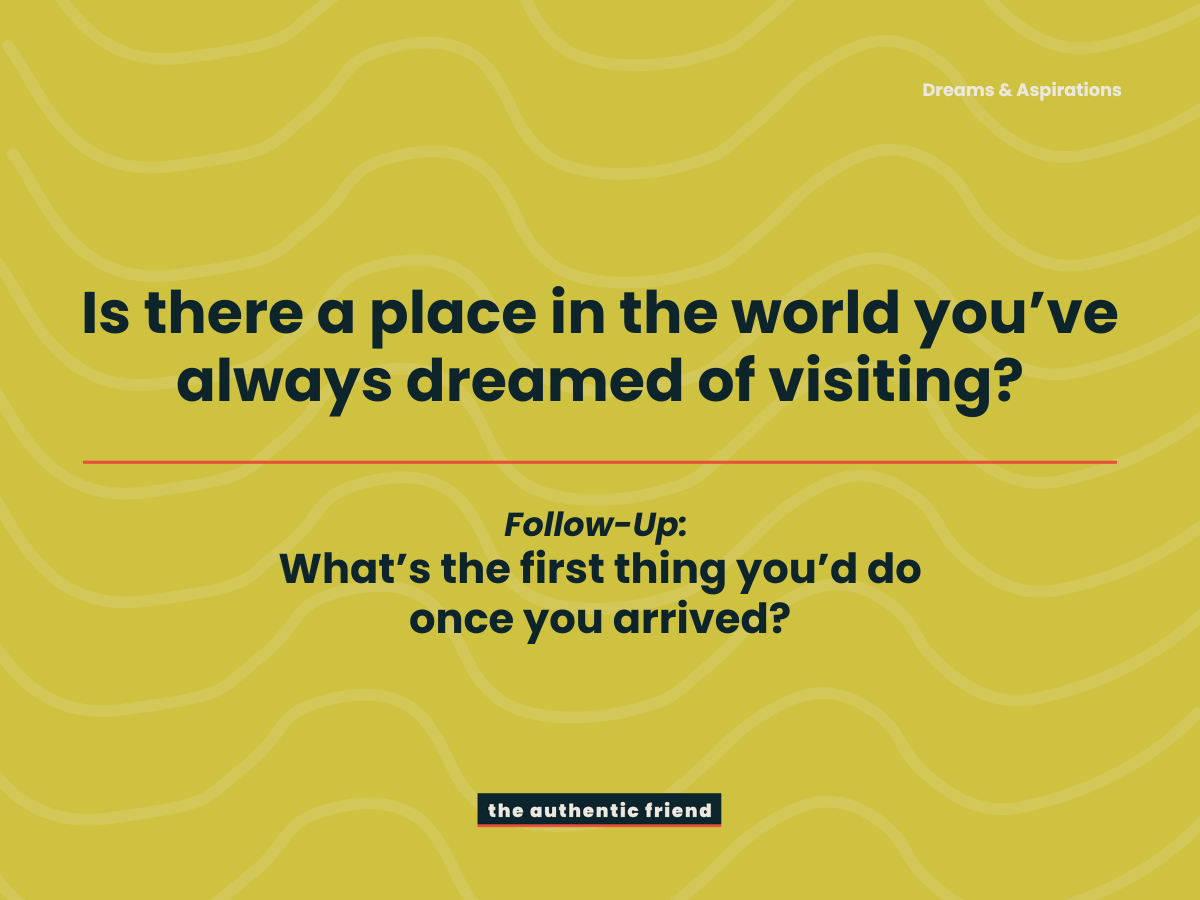 Dreams & Aspirations
Is there a place in the world you’ve
always dreamed of visiting?
Follow-Up:
What’s the first thing you’d do
once you arrived?
the authentic friend